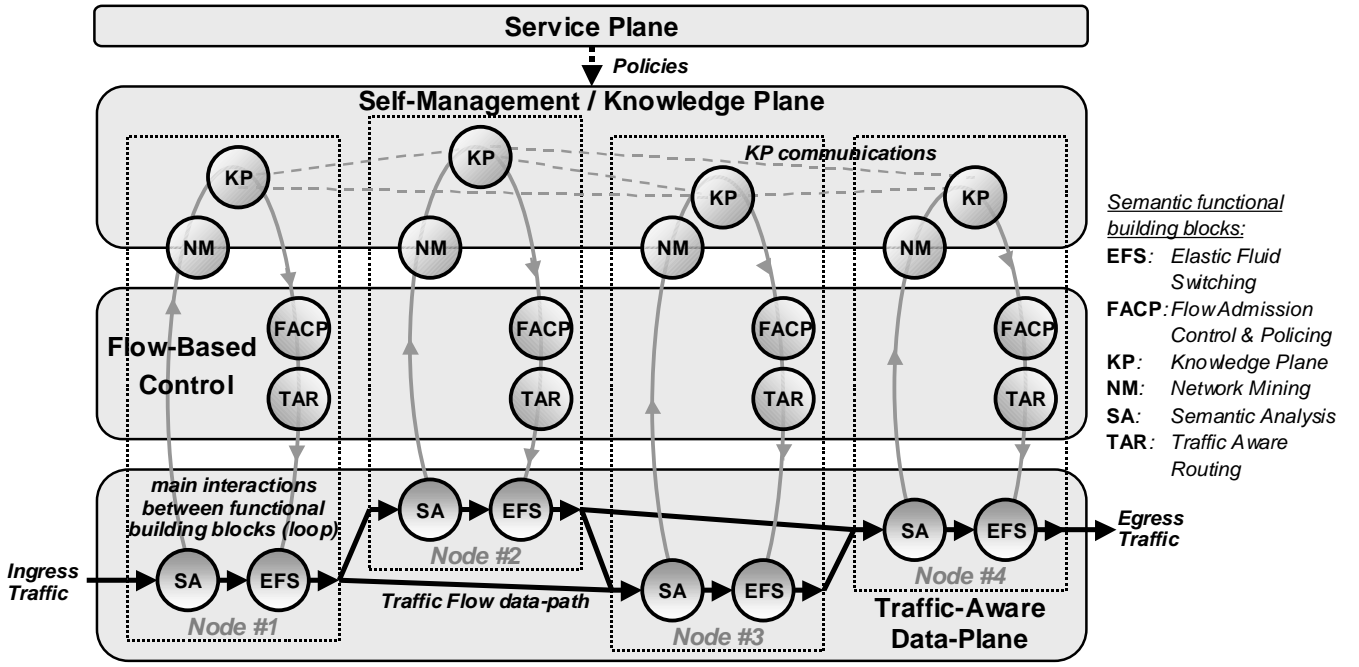 Service Plane
Policies
Self-Management / Knowledge Plane
KP communications
KP
KP
KP
KP
NM
NM
NM
NM
Flow-Based
Control
FACP
FACP
FACP
FACP
TAR
TAR
TAR
TAR
main interactions
between functional
building blocks (loop)
SA
EFS
Node #2
SA
EFS
Node #4
Ingress
Traffic
SA
EFS
Node #1
Traffic Flow data-path
SA
EFS
Node #3
Egress
Traffic
Traffic-Aware
Data-Plane
Semantic functional
building blocks:
EFS: Elastic Fluid
Switching
FACP: Flow Admission
Control & Policing
KP: Knowledge Plane
NM: Network Mining
SA: Semantic Analysis
TAR: Traffic Aware
Routing